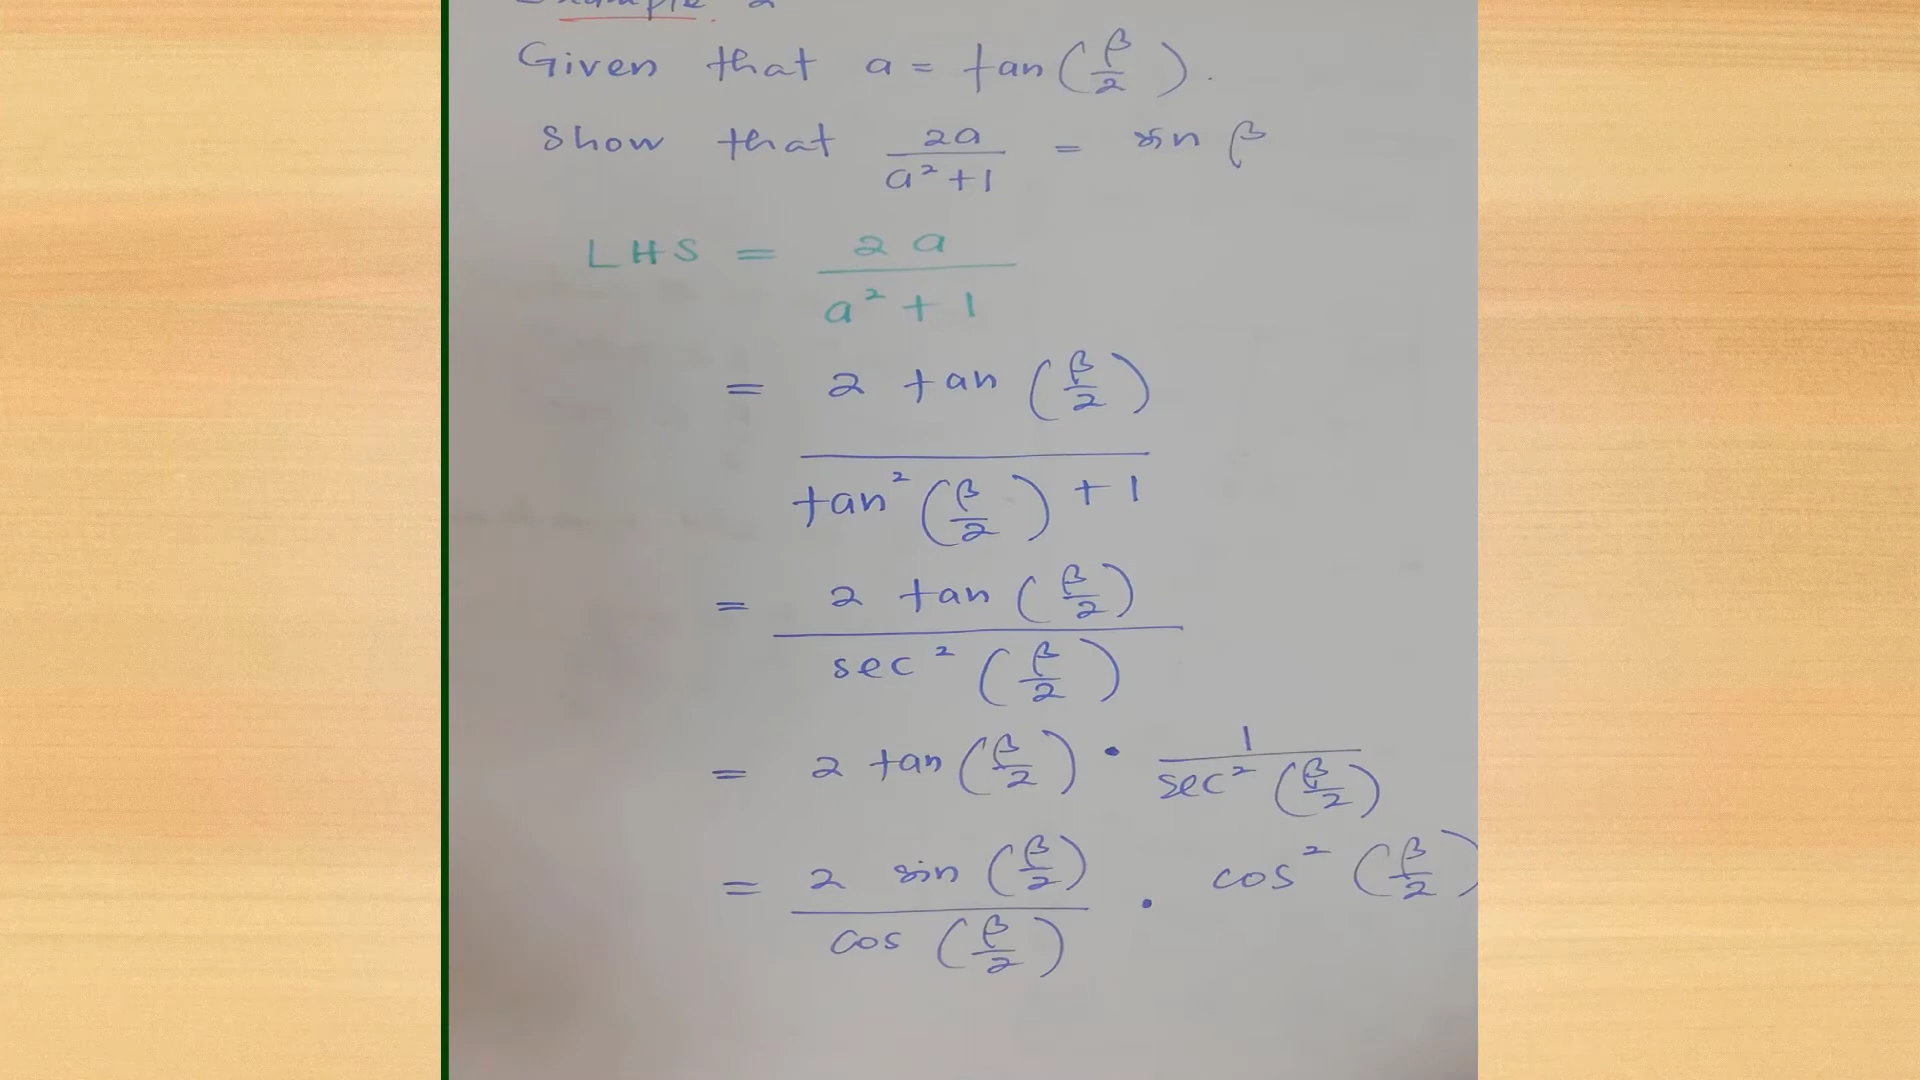 Example 2
Given that a = tan(β/2).
Show that 2a/(a²+1) = sin β
LHS = 2a/(a²+1)
= 2 tan(β/2) / (tan²(β/2) + 1)
= 2 tan(β/2) / sec²(β/2)
= 2 tan(β/2) · 1/sec²(β/2)
= 2 sin(β/2)/cos(β/2) · cos²(β/2)